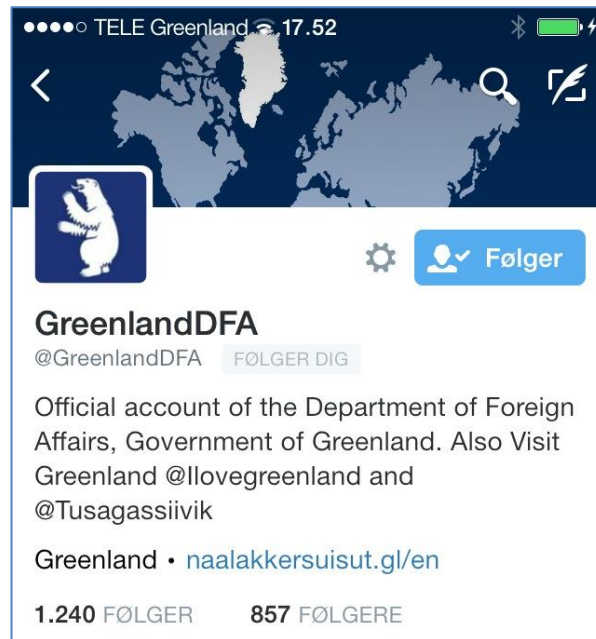 TELE Greenland 17.52
Følger
GreenlandDFA
@GreenlandDFA FØLGER DIG
Official account of the Department of Foreign
Affairs, Government of Greenland. Also Visit
Greenland @Ilovegreenland and
@Tusagassiivik
Greenland • naalakkersuisut.gl/en
1.240 FØLGER 857 FØLGERE